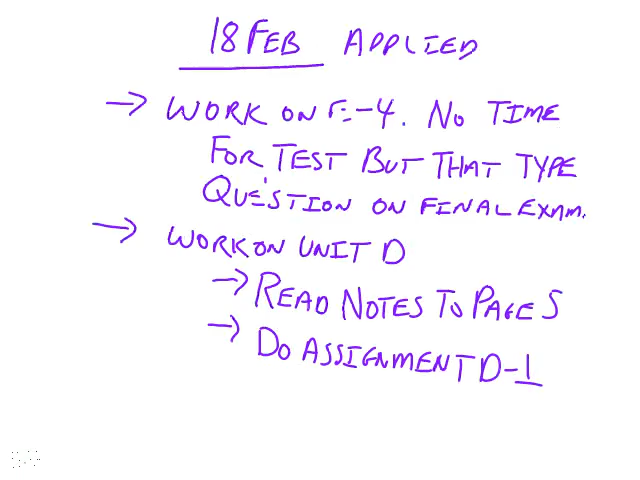 18 FEB APPLIED
→ WORK ON E-4. NO TIME
FOR TEST BUT THAT TYPE
QUESTION ON FINAL EXAM.
→ WORK ON UNIT D
→ READ NOTES TO PAGE 5
→ DO ASSIGNMENT D-1